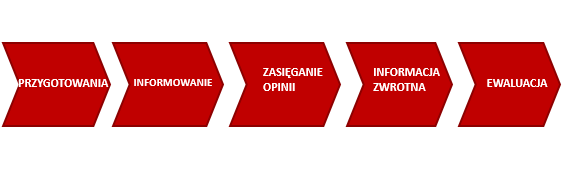 PRZYGOTOWANIA
INFORMOWANIE
ZASIĘGANIE
OPINII
INFORMACJA
ZWROTNA
EWALUACJA